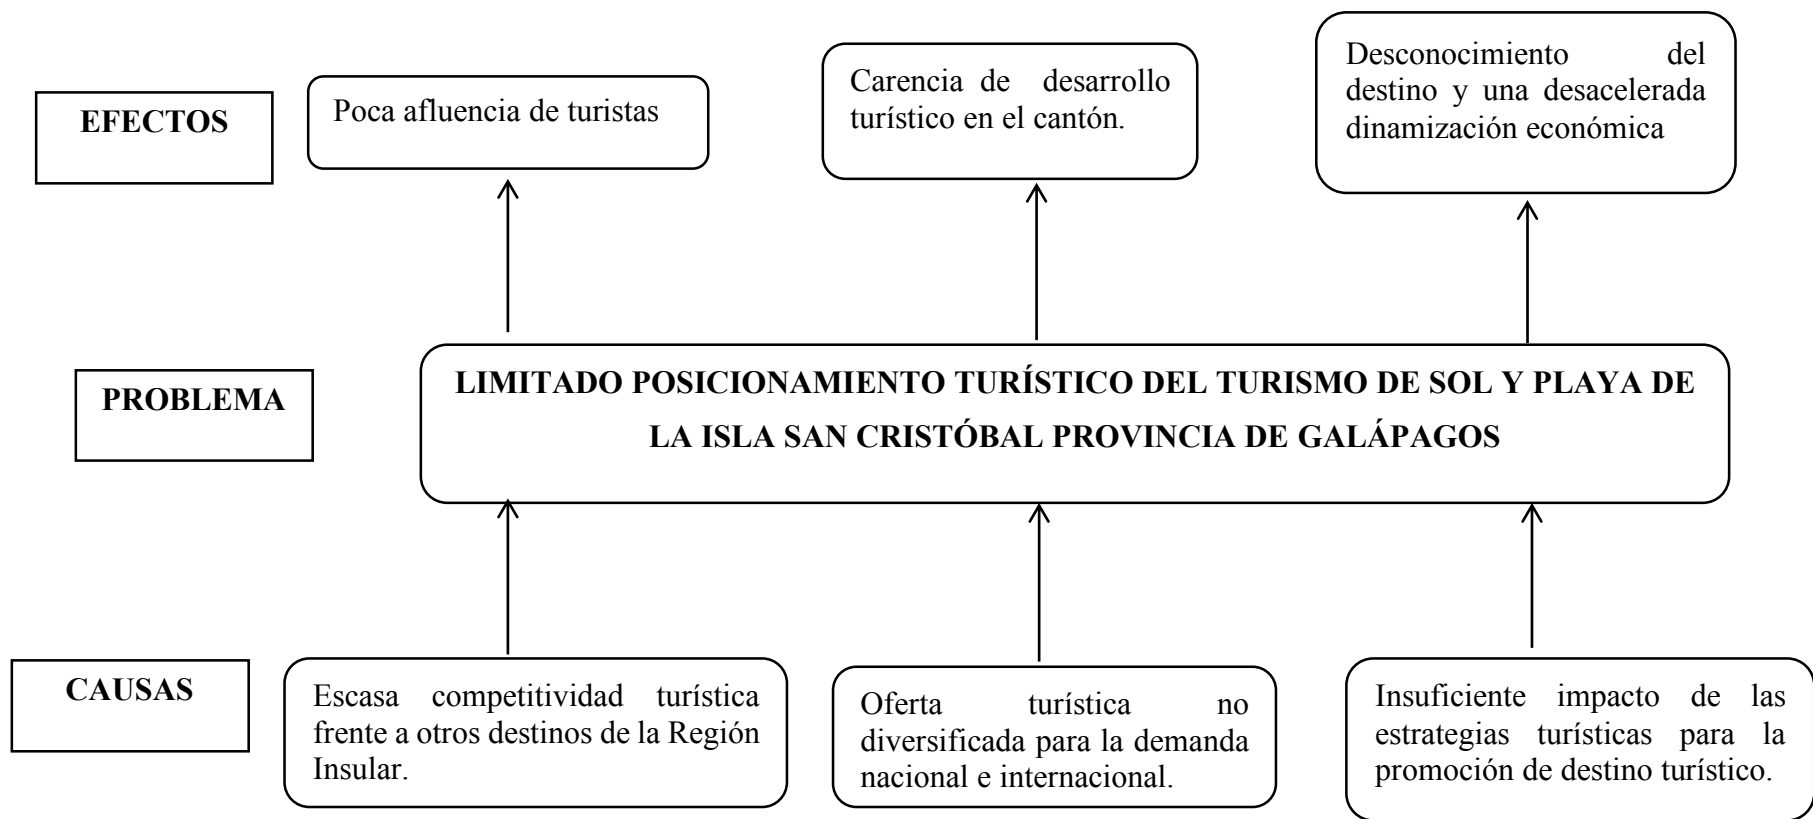 EFECTOS
Poca afluencia de turistas
Carencia de desarrollo
turístico en el cantón.
Desconocimiento del
destino y una desacelerada
dinamización económica
PROBLEMA
LIMITADO POSICIONAMIENTO TURÍSTICO DEL TURISMO DE SOL Y PLAYA DE
LA ISLA SAN CRISTÓBAL PROVINCIA DE GALÁPAGOS
CAUSAS
Escasa competitividad turística
frente a otros destinos de la Región
Insular.
Oferta turística no
diversificada para la demanda
nacional e internacional.
Insuficiente impacto de las
estrategias turísticas para la
promoción de destino turístico.